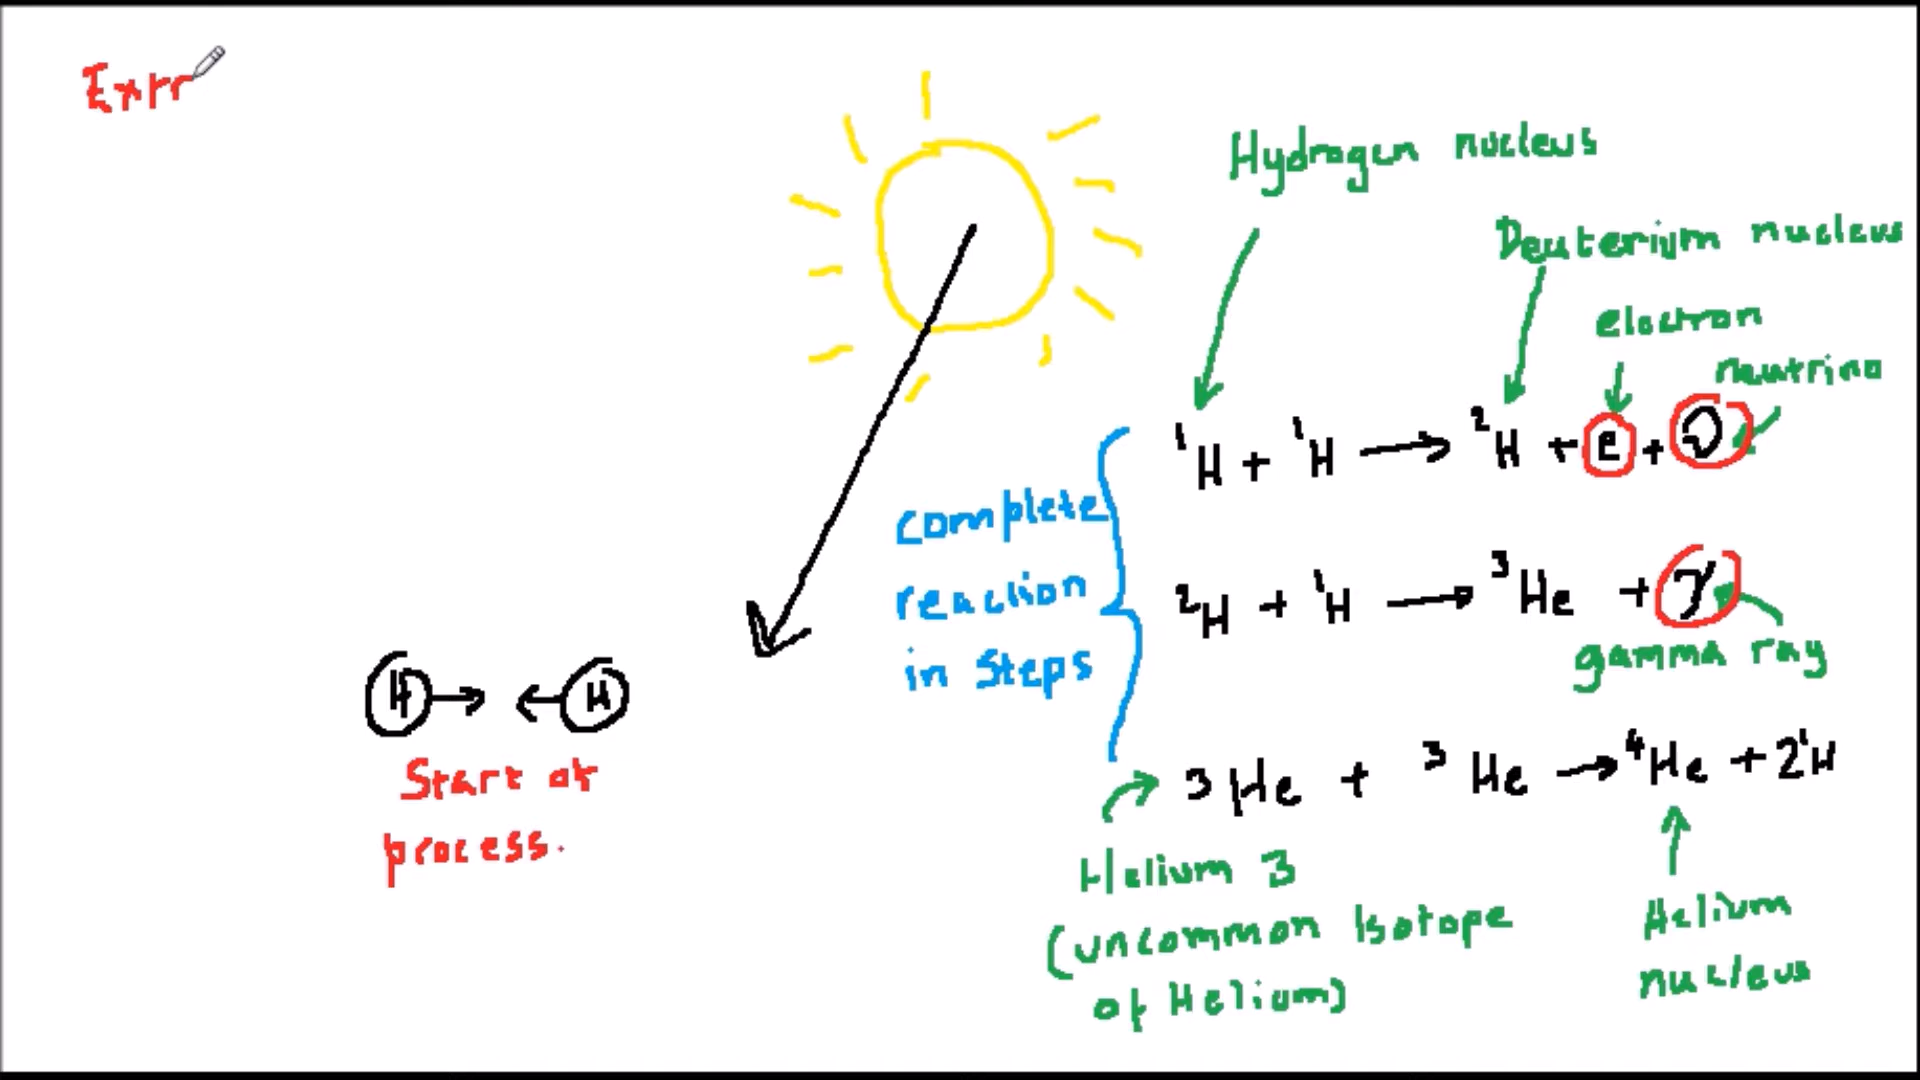 Extr
Hydrogen nucleus
Deuterium nucleus
electron
neutrino
¹H + ¹H → ²H + e + ν
complete
reaction
in Steps
²H + ¹H → ³He + γ
gamma ray
H → ← H
Start of
process.
3He + ³He → ⁴He + 2¹H
Helium 3
(uncommon Isotope
of Helium)
Helium
nucleus